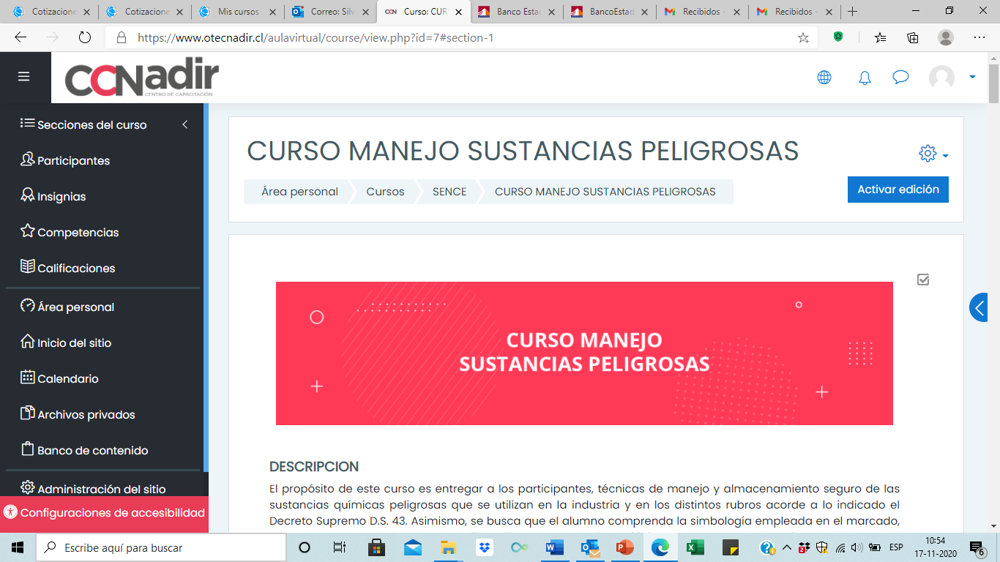 Cotizacione
Cotizacione
Mis cursos
Correo: Silv
CCN
Curso: CUR
Banco Estad
BancoEstad
Recibidos -
Recibidos -
https://www.otecnadir.cl/aulavirtual/course/view.php?id=7#section-1
CCNadir
CENTRO DE CAPACITACIÓN
Secciones del curso
Participantes
Insignias
Competencias
Calificaciones
Área personal
Inicio del sitio
Calendario
Archivos privados
Banco de contenido
Administración del sitio
Configuraciones de accesibilidad
CURSO MANEJO SUSTANCIAS PELIGROSAS
Área personal
Cursos
SENCE
CURSO MANEJO SUSTANCIAS PELIGROSAS
Activar edición
CURSO MANEJO
SUSTANCIAS PELIGROSAS
DESCRIPCION
El propósito de este curso es entregar a los participantes, técnicas de manejo y almacenamiento seguro de las
sustancias químicas peligrosas que se utilizan en la industria y en los distintos rubros acorde a lo indicado el
Decreto Supremo D.S. 43. Asimismo, se busca que el alumno comprenda la simbología empleada en el marcado,
Escribe aquí para buscar
ESP
10:54
17-11-2020
6